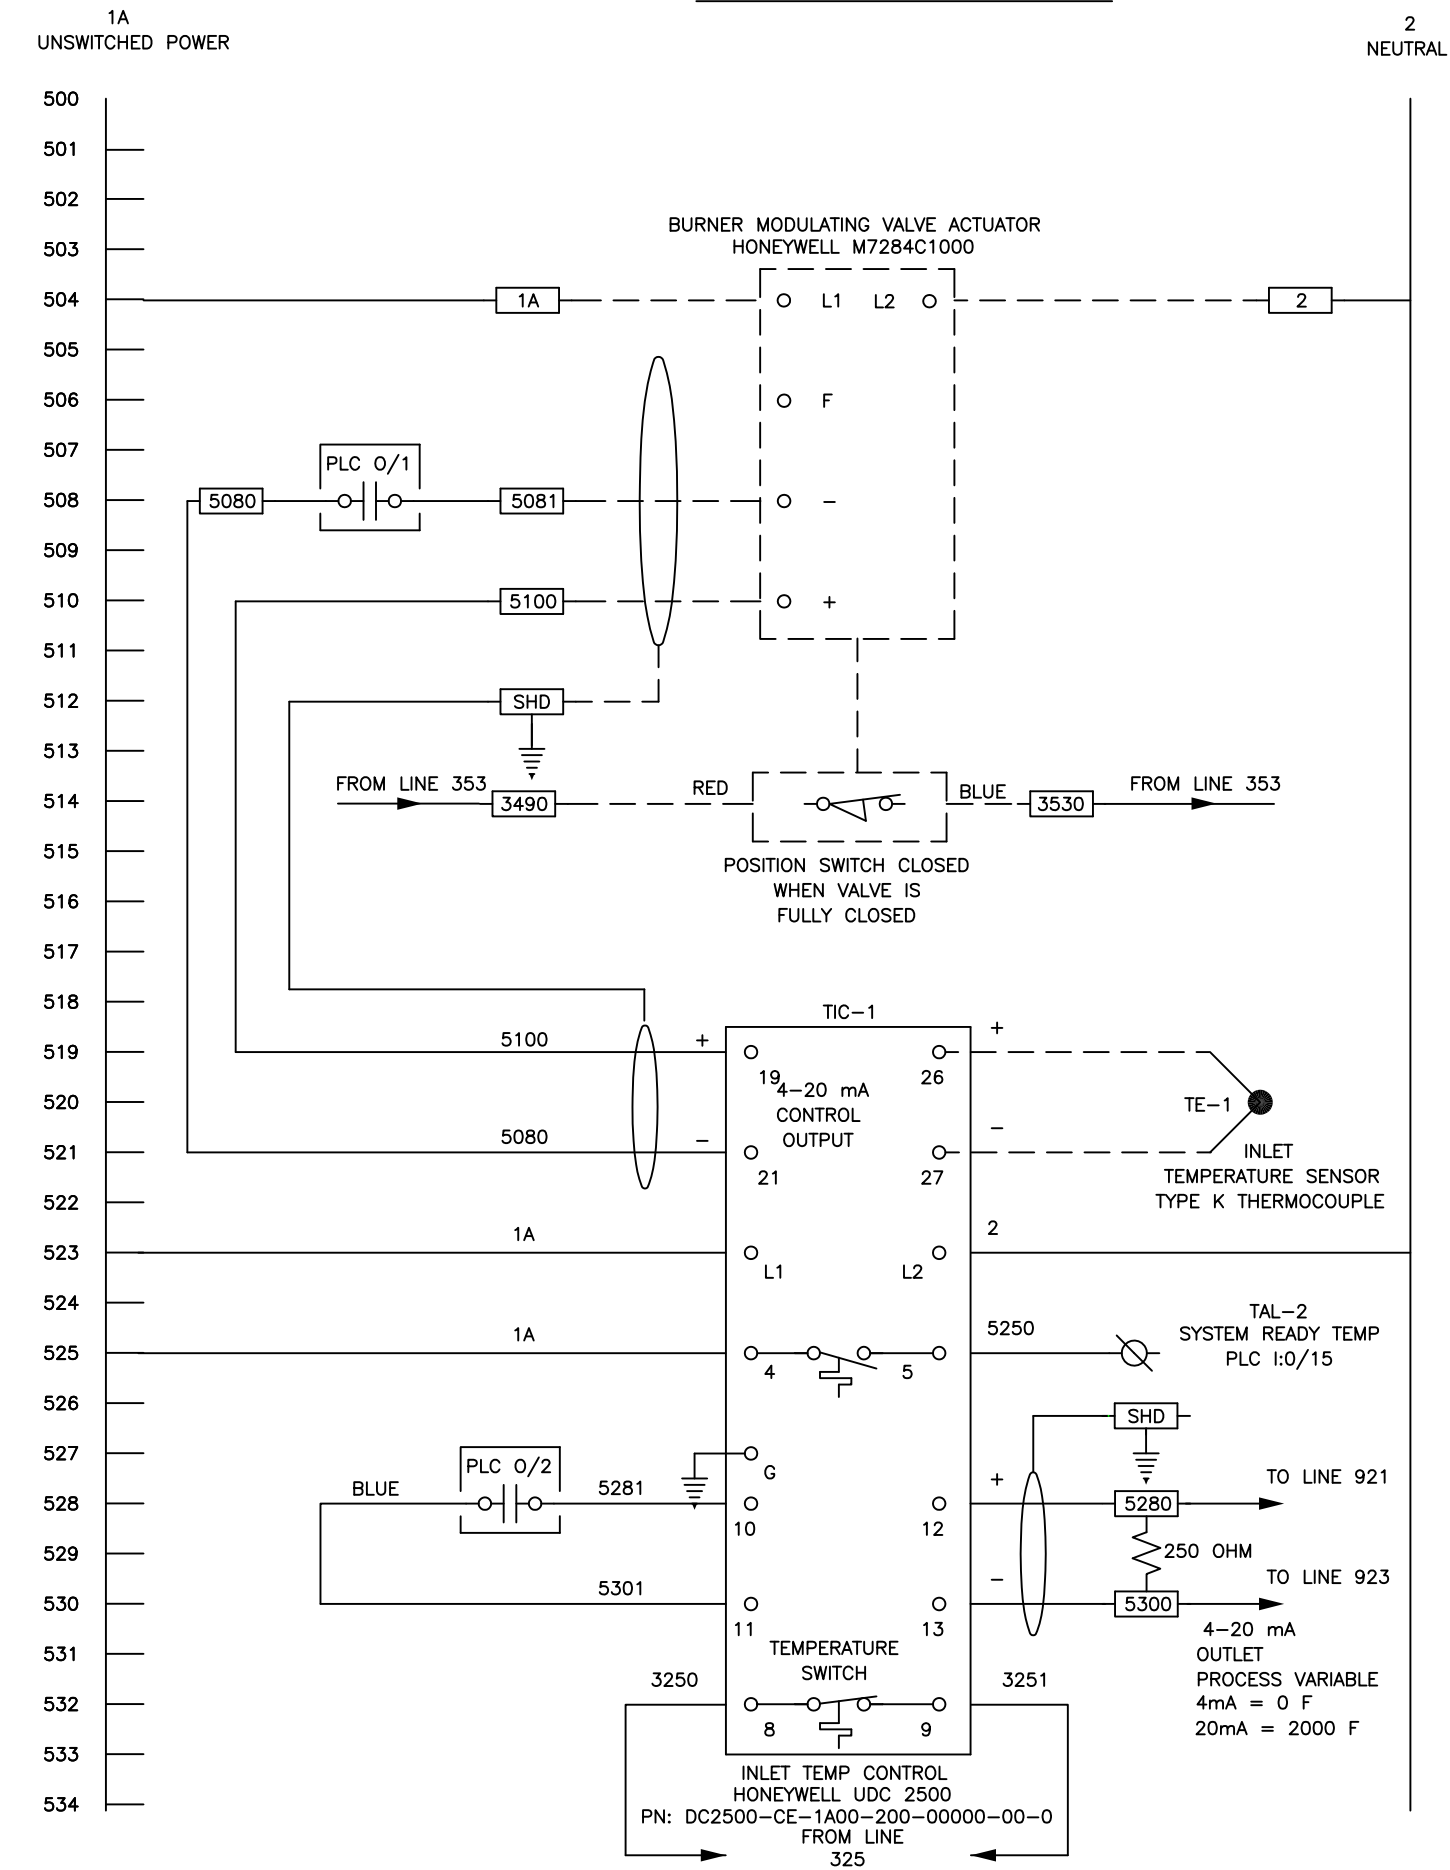 1A
UNSWITCHED POWER
2
NEUTRAL
500
501
502
503
BURNER MODULATING VALVE ACTUATOR
HONEYWELL M7284C1000
504
1A
L1 L2
2
505
506
F
507
PLC O/1
508
5080
5081
−
509
510
5100
+
511
512
SHD
513
FROM LINE 353
RED
BLUE
FROM LINE 353
514
3490
3530
515
POSITION SWITCH CLOSED
WHEN VALVE IS
FULLY CLOSED
516
517
518
TIC−1
519
5100
+
+
19
26
520
4−20 mA
CONTROL
OUTPUT
TE−1
521
5080
−
−
21
27
INLET
TEMPERATURE SENSOR
TYPE K THERMOCOUPLE
522
523
1A
2
L1
L2
524
TAL−2
SYSTEM READY TEMP
PLC I:0/15
525
1A
5250
4
5
526
SHD
527
G
PLC O/2
TO LINE 921
528
BLUE
5281
+
5280
10
12
529
250 OHM
TO LINE 923
530
5301
−
5300
11
13
4−20 mA
OUTLET
PROCESS VARIABLE
4mA = 0 F
20mA = 2000 F
531
TEMPERATURE
SWITCH
532
3250
3251
8
9
533
534
INLET TEMP CONTROL
HONEYWELL UDC 2500
PN: DC2500−CE−1A00−200−00000−00−0
FROM LINE
325